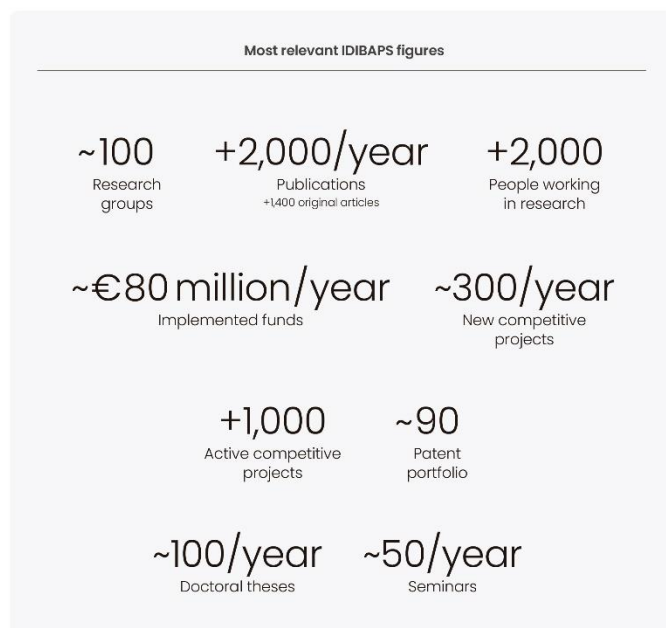 Most relevant IDIBAPS figures
~100
Research
groups
+2,000/year
Publications
+1,400 original articles
+2,000
People working
in research
~€80 million/year
Implemented funds
~300/year
New competitive
projects
+1,000
Active competitive
projects
~90
Patent
portfolio
~100/year
Doctoral theses
~50/year
Seminars